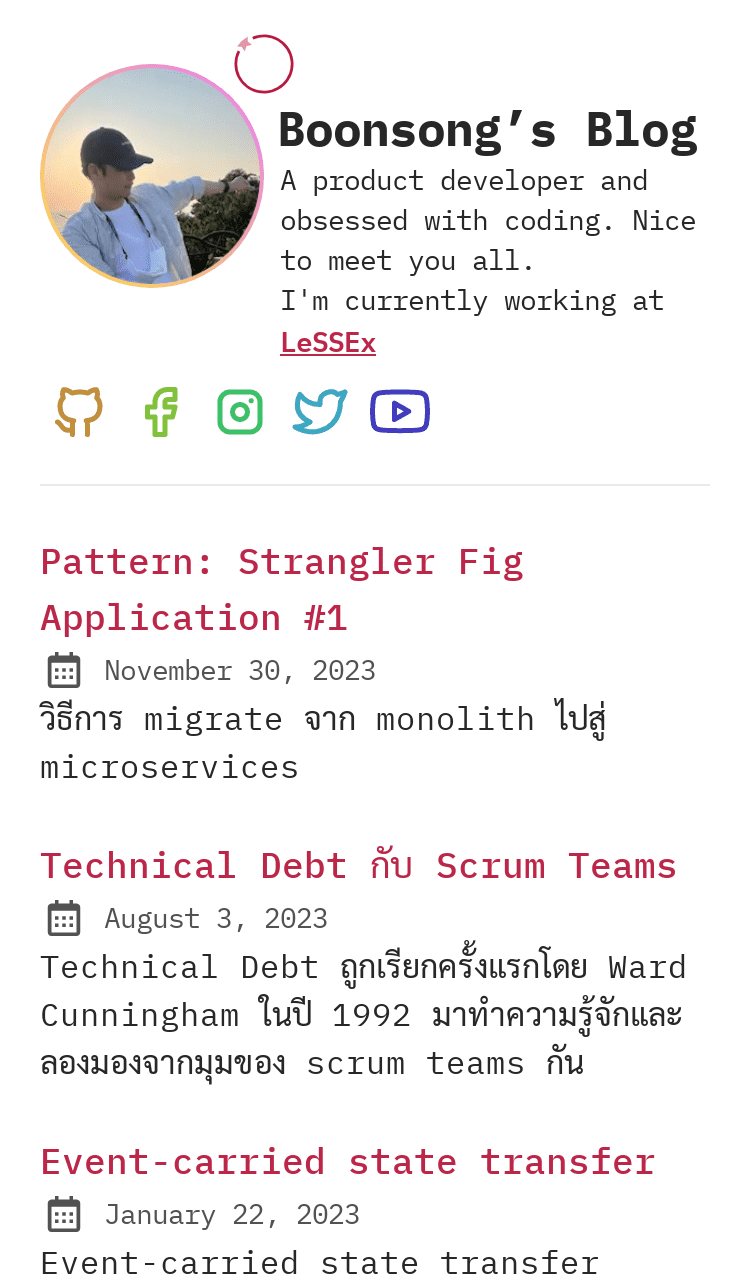 Boonsong’s Blog
A product developer and
obsessed with coding. Nice
to meet you all.
I'm currently working at
LeSSEx
Pattern: Strangler Fig
Application #1
November 30, 2023
วิธีการ migrate จาก monolith ไปสู่
microservices
Technical Debt กับ Scrum Teams
August 3, 2023
Technical Debt ถูกเรียกครั้งแรกโดย Ward
Cunningham ในปี 1992 มาทำความรู้จักและ
ลองมองจากมุมของ scrum teams กัน
Event-carried state transfer
January 22, 2023
Event-carried state transfer